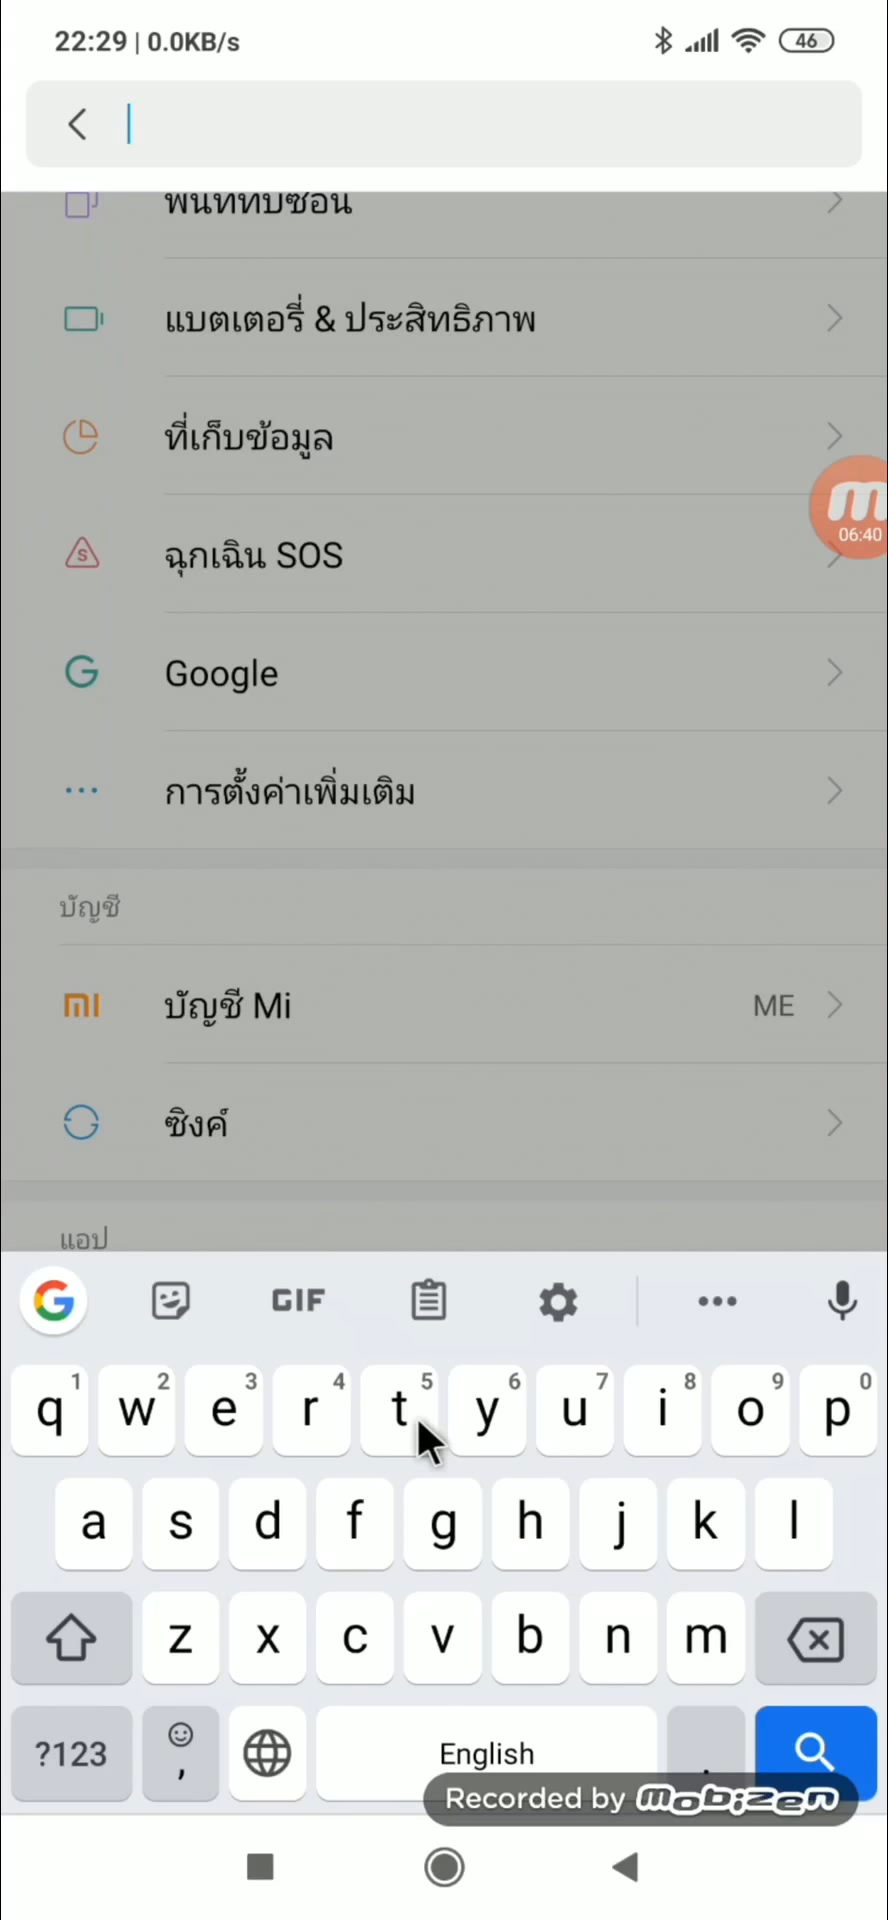 22:29 | 0.0KB/s
46
พื้นที่ทับซ้อน
แบตเตอรี่ & ประสิทธิภาพ
ที่เก็บข้อมูล
06:40
ฉุกเฉิน SOS
Google
การตั้งค่าเพิ่มเติม
บัญชี
บัญชี Mi ME
ซิงค์
แอป
GIF
q 1 w 2 e 3 r 4 t 5 y 6 u 7 i 8 o 9 p 0
a s d f g h j k l
z x c v b n m
?123 , English .
Recorded by mobizen